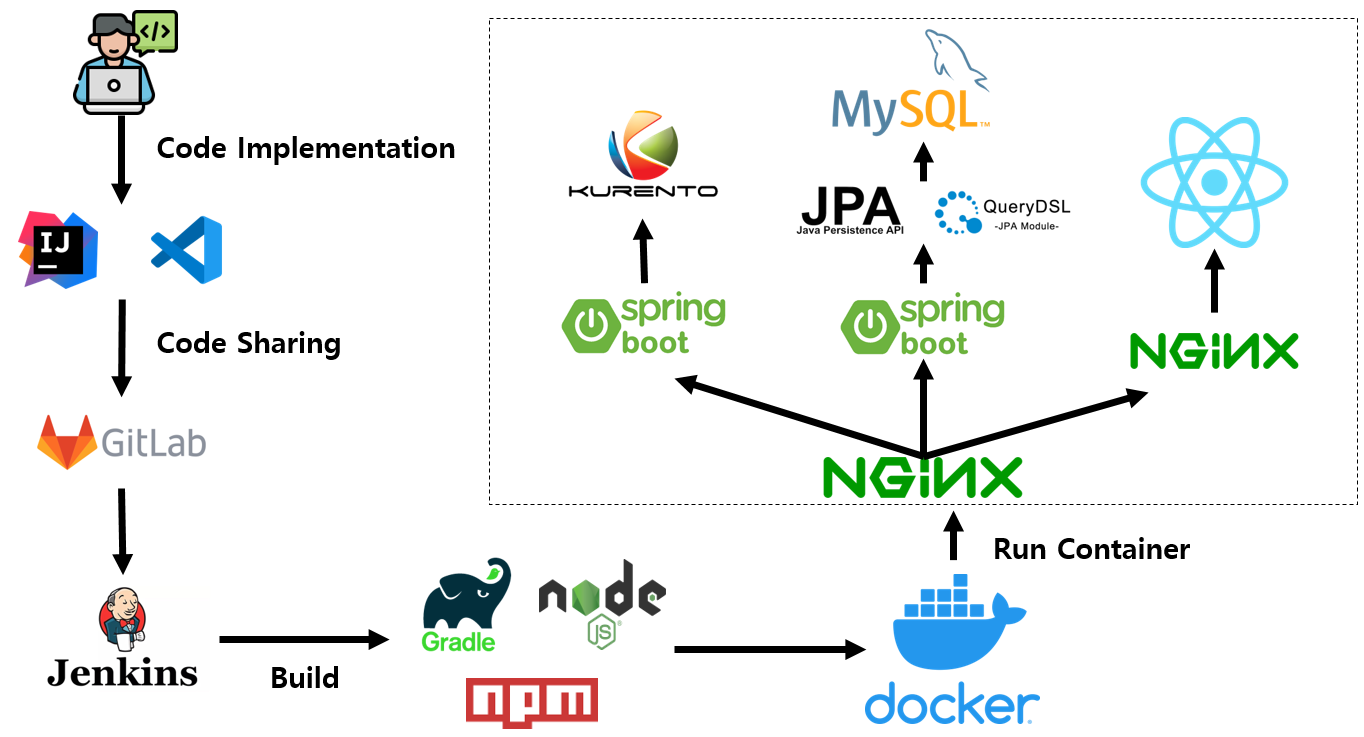 </>
Code Implementation
IJ
Code Sharing
GitLab
Jenkins
Build
Gradle
node
JS
npm
docker
Run Container
NGINX
spring
boot
KURENTO
spring
boot
JPA
Java Persistence API
QueryDSL
-JPA Module-
MySQL™
NGINX